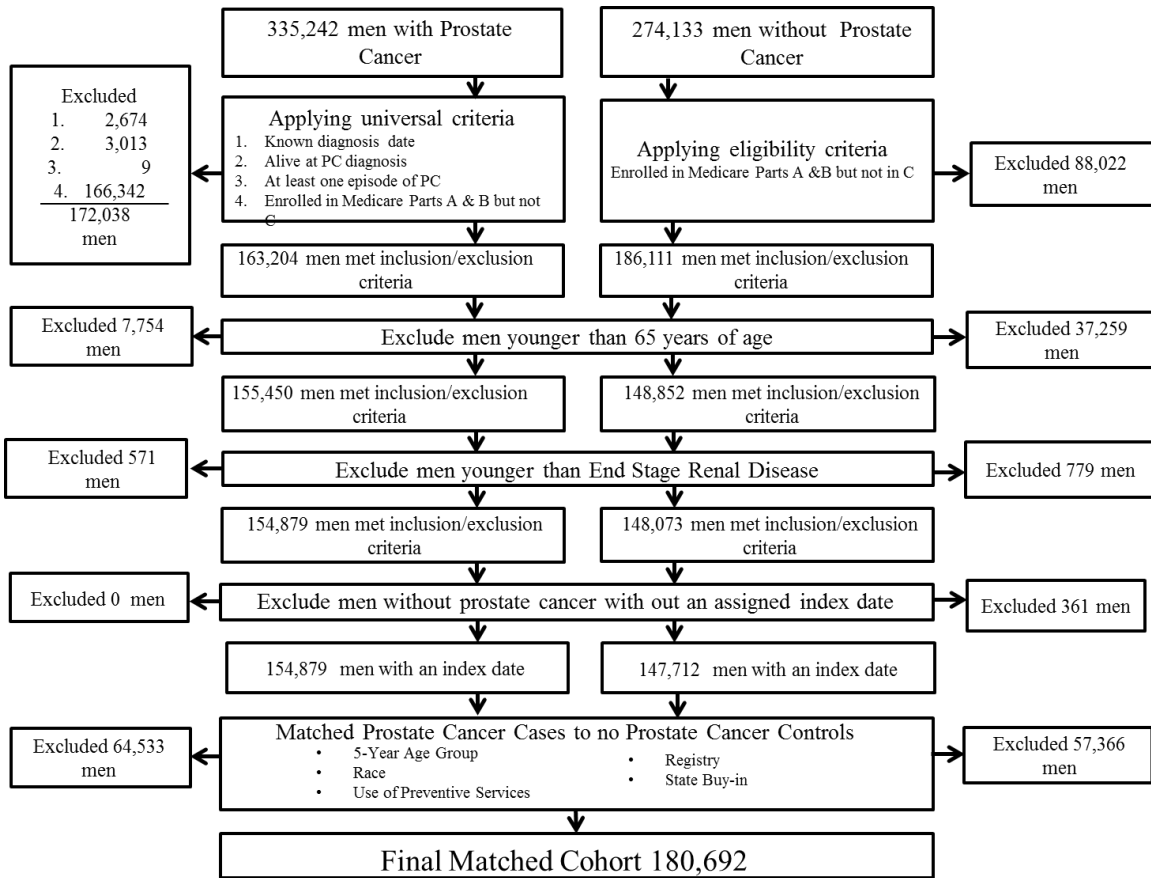 335,242 men with Prostate
Cancer
274,133 men without Prostate
Cancer
Excluded
1. 2,674
2. 3,013
3. 9
4. 166,342
172,038
men
Applying universal criteria
1. Known diagnosis date
2. Alive at PC diagnosis
3. At least one episode of PC
4. Enrolled in Medicare Parts A & B but not
C
Applying eligibility criteria
Enrolled in Medicare Parts A &B but not in C
Excluded 88,022
men
163,204 men met inclusion/exclusion
criteria
186,111 men met inclusion/exclusion
criteria
Excluded 7,754
men
Exclude men younger than 65 years of age
Excluded 37,259
men
155,450 men met inclusion/exclusion
criteria
148,852 men met inclusion/exclusion
criteria
Excluded 571
men
Exclude men younger than End Stage Renal Disease
Excluded 779 men
154,879 men met inclusion/exclusion
criteria
148,073 men met inclusion/exclusion
criteria
Excluded 0 men
Exclude men without prostate cancer with out an assigned index date
Excluded 361 men
154,879 men with an index date
147,712 men with an index date
Excluded 64,533
men
Matched Prostate Cancer Cases to no Prostate Cancer Controls
• 5-Year Age Group
• Race
• Use of Preventive Services
• Registry
• State Buy-in
Excluded 57,366
men
Final Matched Cohort 180,692